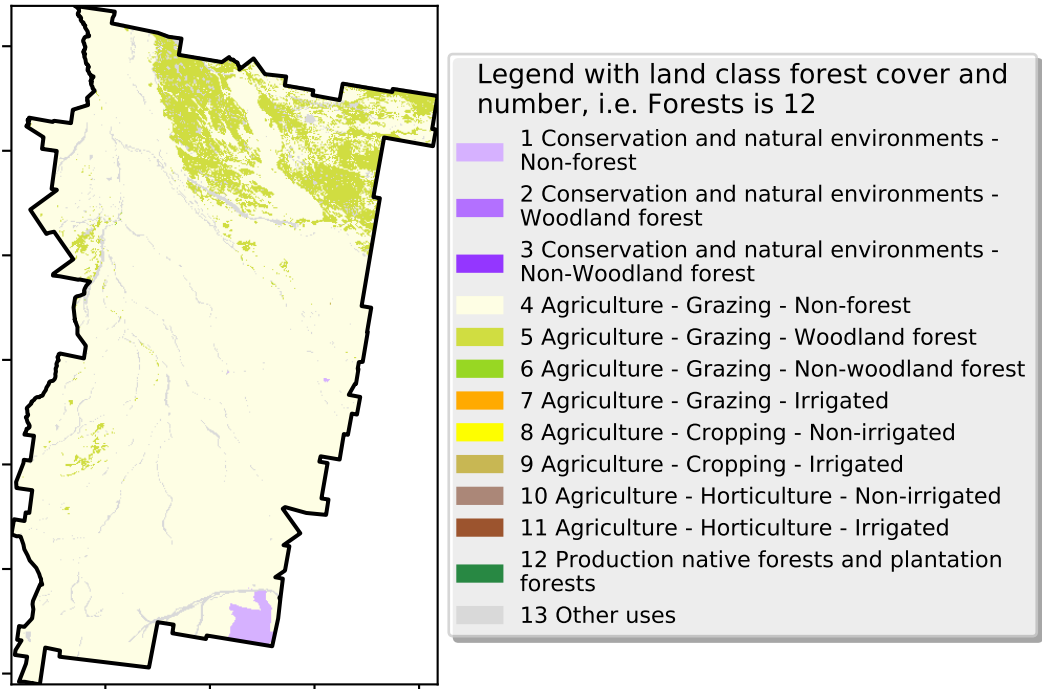 Legend with land class forest cover and
number, i.e. Forests is 12
1 Conservation and natural environments -
Non-forest
2 Conservation and natural environments -
Woodland forest
3 Conservation and natural environments -
Non-Woodland forest
4 Agriculture - Grazing - Non-forest
5 Agriculture - Grazing - Woodland forest
6 Agriculture - Grazing - Non-woodland forest
7 Agriculture - Grazing - Irrigated
8 Agriculture - Cropping - Non-irrigated
9 Agriculture - Cropping - Irrigated
10 Agriculture - Horticulture - Non-irrigated
11 Agriculture - Horticulture - Irrigated
12 Production native forests and plantation
forests
13 Other uses